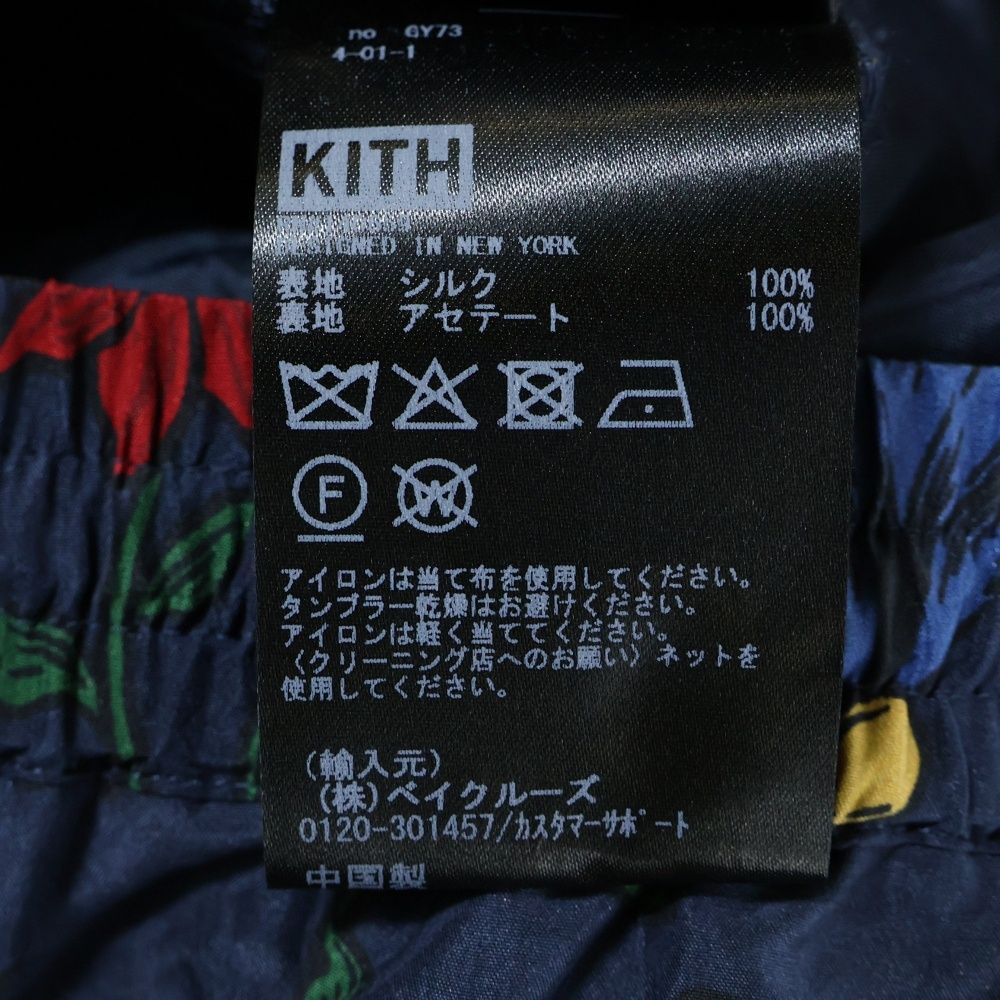 no GY73
4-01-1
KITH
DESIGNED IN NEW YORK
表地 シルク 100%
裏地 アセテート 100%
F W
アイロンは当て布を使用してください。
タンブラー乾燥はお避けください。
アイロンは軽く当ててください。
〈クリーニング店へのお願い〉ネットを
使用してください。
(輸入元)
(株)ベイクルーズ
0120-301457/カスタマーサポート
中国製